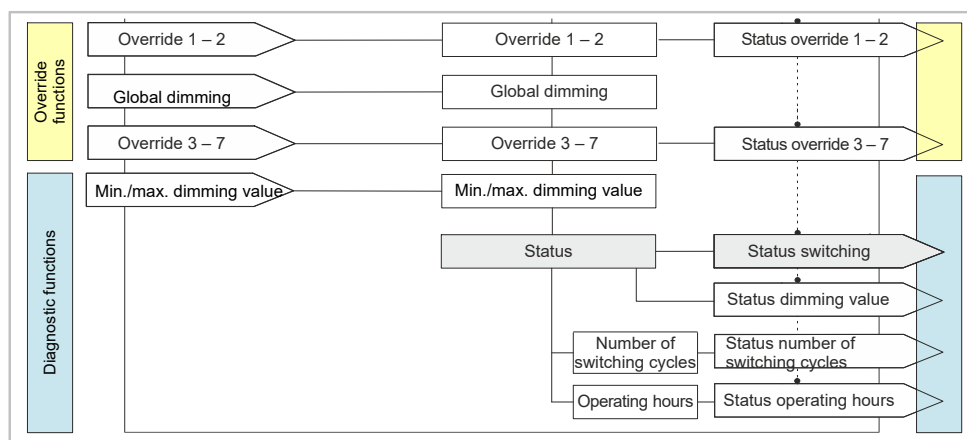 Override
functions
Override 1 – 2
Override 1 – 2
Status override 1 – 2
Global dimming
Global dimming
Override 3 – 7
Override 3 – 7
Status override 3 – 7
Diagnostic functions
Min./max. dimming value
Min./max. dimming value
Status
Status switching
Status dimming value
Number of
switching cycles
Status number of
switching cycles
Operating hours
Status operating hours